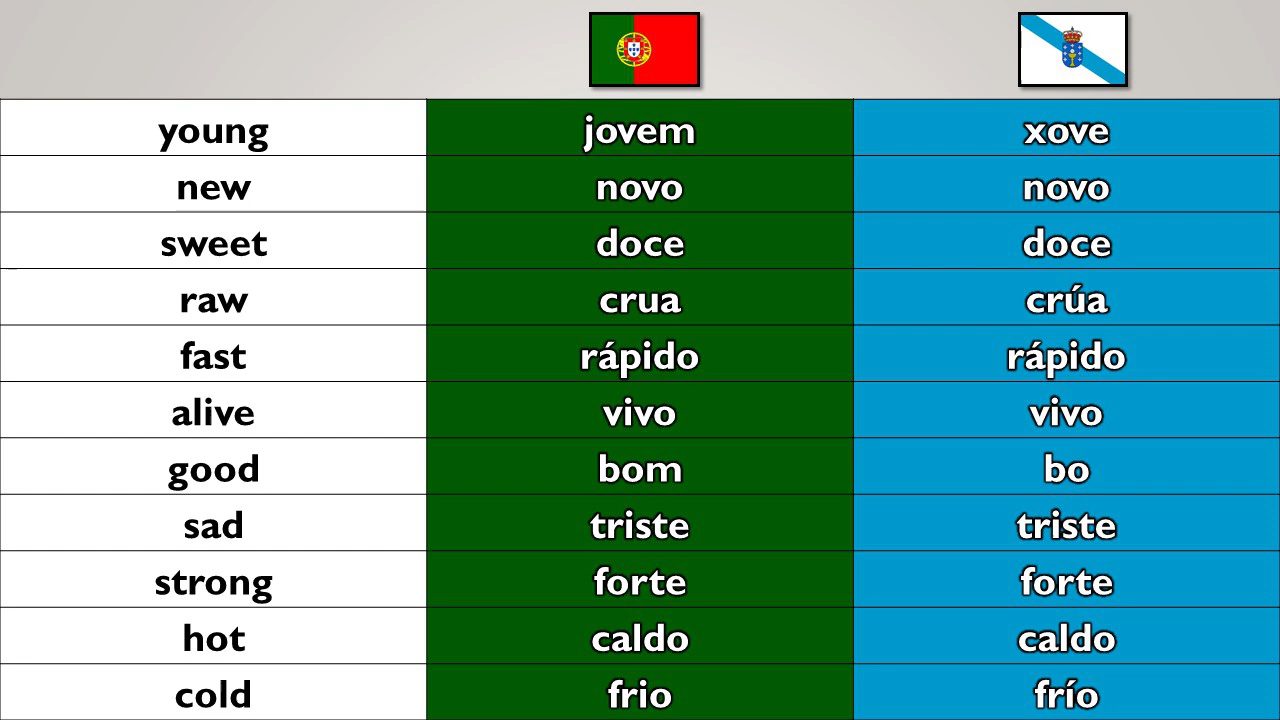 young jovem xove
new novo novo
sweet doce doce
raw crua crúa
fast rápido rápido
alive vivo vivo
good bom bo
sad triste triste
strong forte forte
hot caldo caldo
cold frio frío